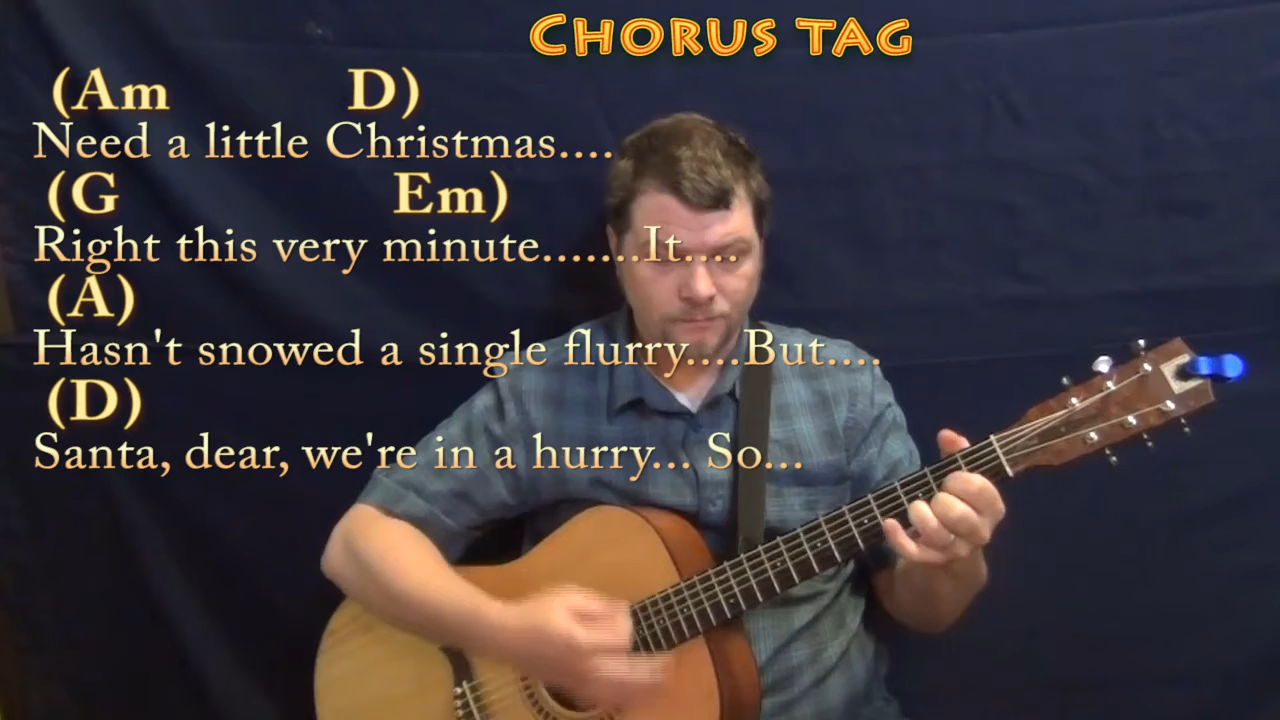 CHORUS TAG
(Am D)
Need a little Christmas....
(G Em)
Right this very minute.......It....
(A)
Hasn't snowed a single flurry....But....
(D)
Santa, dear, we're in a hurry... So...